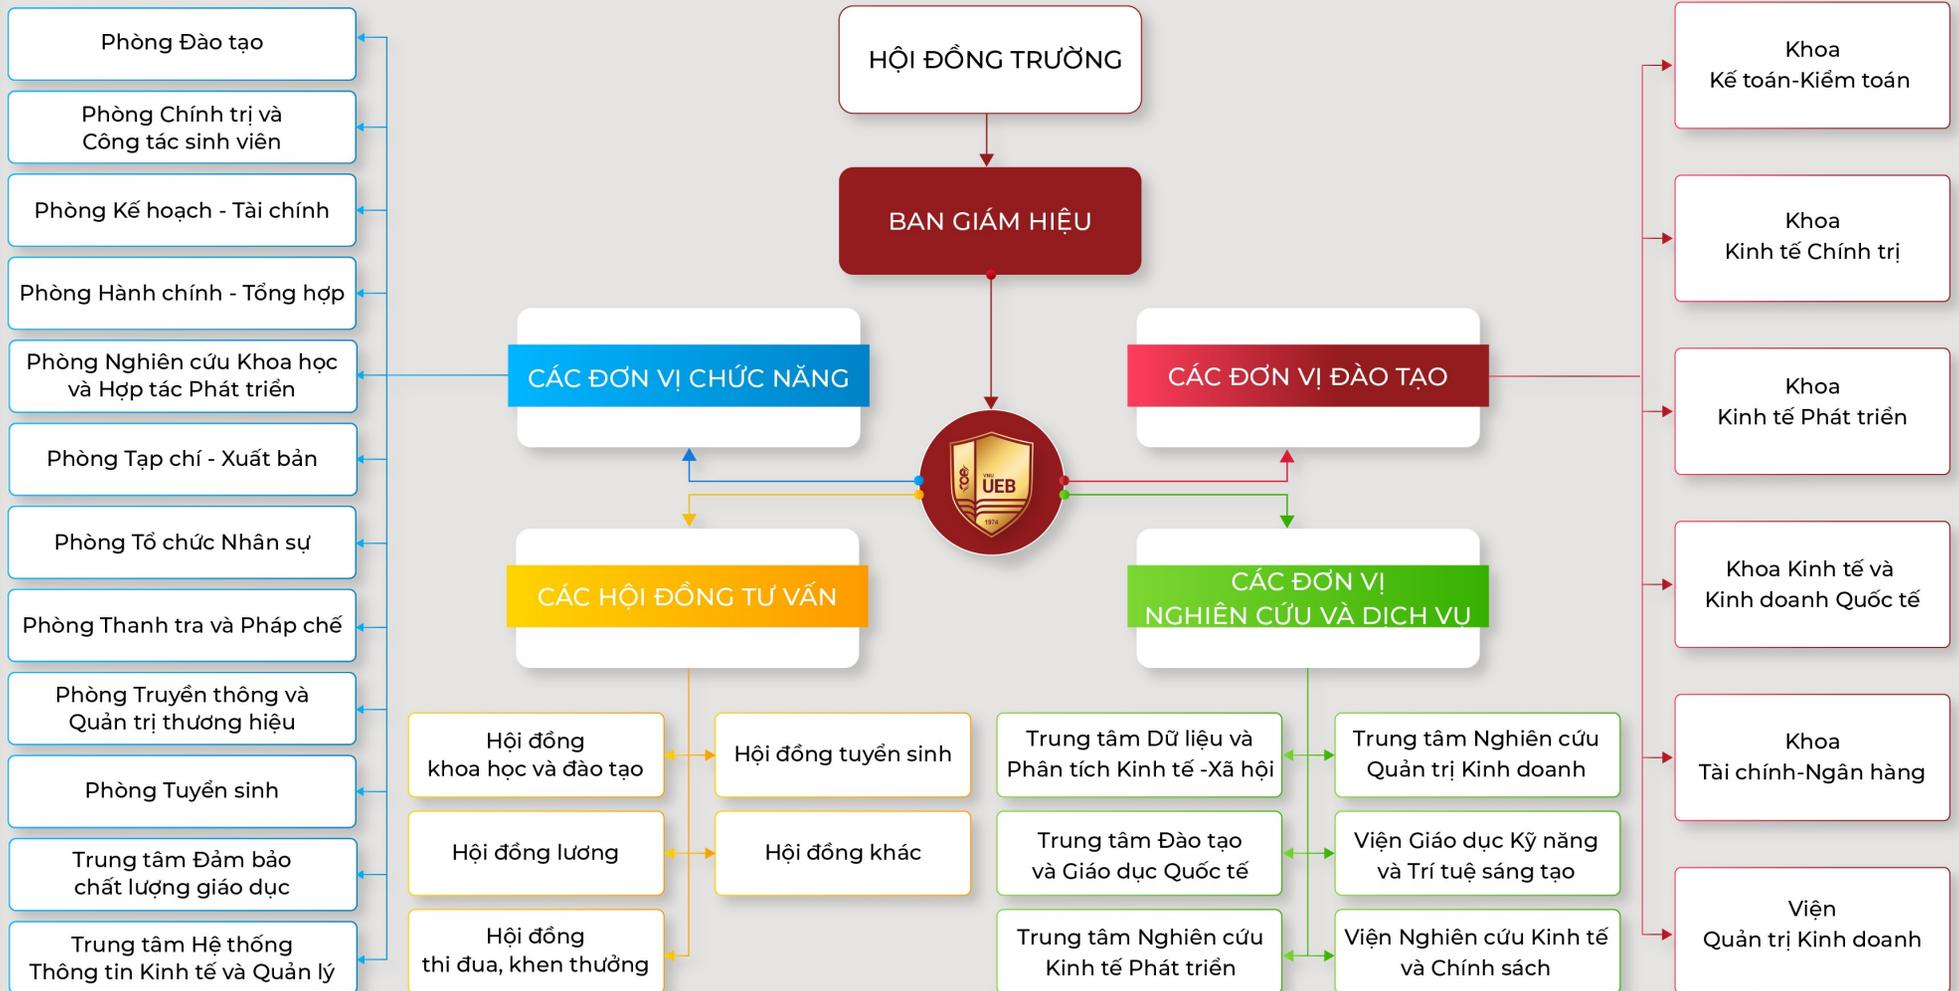 HỘI ĐỒNG TRƯỜNG
BAN GIÁM HIỆU
CÁC ĐƠN VỊ CHỨC NĂNG
Phòng Đào tạo
Phòng Chính trị và
Công tác sinh viên
Phòng Kế hoạch - Tài chính
Phòng Hành chính - Tổng hợp
Phòng Nghiên cứu Khoa học
và Hợp tác Phát triển
Phòng Tạp chí - Xuất bản
Phòng Tổ chức Nhân sự
Phòng Thanh tra và Pháp chế
Phòng Truyền thông và
Quản trị thương hiệu
Phòng Tuyển sinh
Trung tâm Đảm bảo
chất lượng giáo dục
Trung tâm Hệ thống
Thông tin Kinh tế và Quản lý
CÁC ĐƠN VỊ ĐÀO TẠO
Khoa
Kế toán-Kiểm toán
Khoa
Kinh tế Chính trị
Khoa
Kinh tế Phát triển
Khoa Kinh tế và
Kinh doanh Quốc tế
Khoa
Tài chính-Ngân hàng
Viện
Quản trị Kinh doanh
VNU
UEB
1974
CÁC HỘI ĐỒNG TƯ VẤN
Hội đồng
khoa học và đào tạo
Hội đồng tuyển sinh
Hội đồng lương
Hội đồng khác
Hội đồng
thi đua, khen thưởng
CÁC ĐƠN VỊ
NGHIÊN CỨU VÀ DỊCH VỤ
Trung tâm Dữ liệu và
Phân tích Kinh tế -Xã hội
Trung tâm Nghiên cứu
Quản trị Kinh doanh
Trung tâm Đào tạo
và Giáo dục Quốc tế
Viện Giáo dục Kỹ năng
và Trí tuệ sáng tạo
Trung tâm Nghiên cứu
Kinh tế Phát triển
Viện Nghiên cứu Kinh tế
và Chính sách